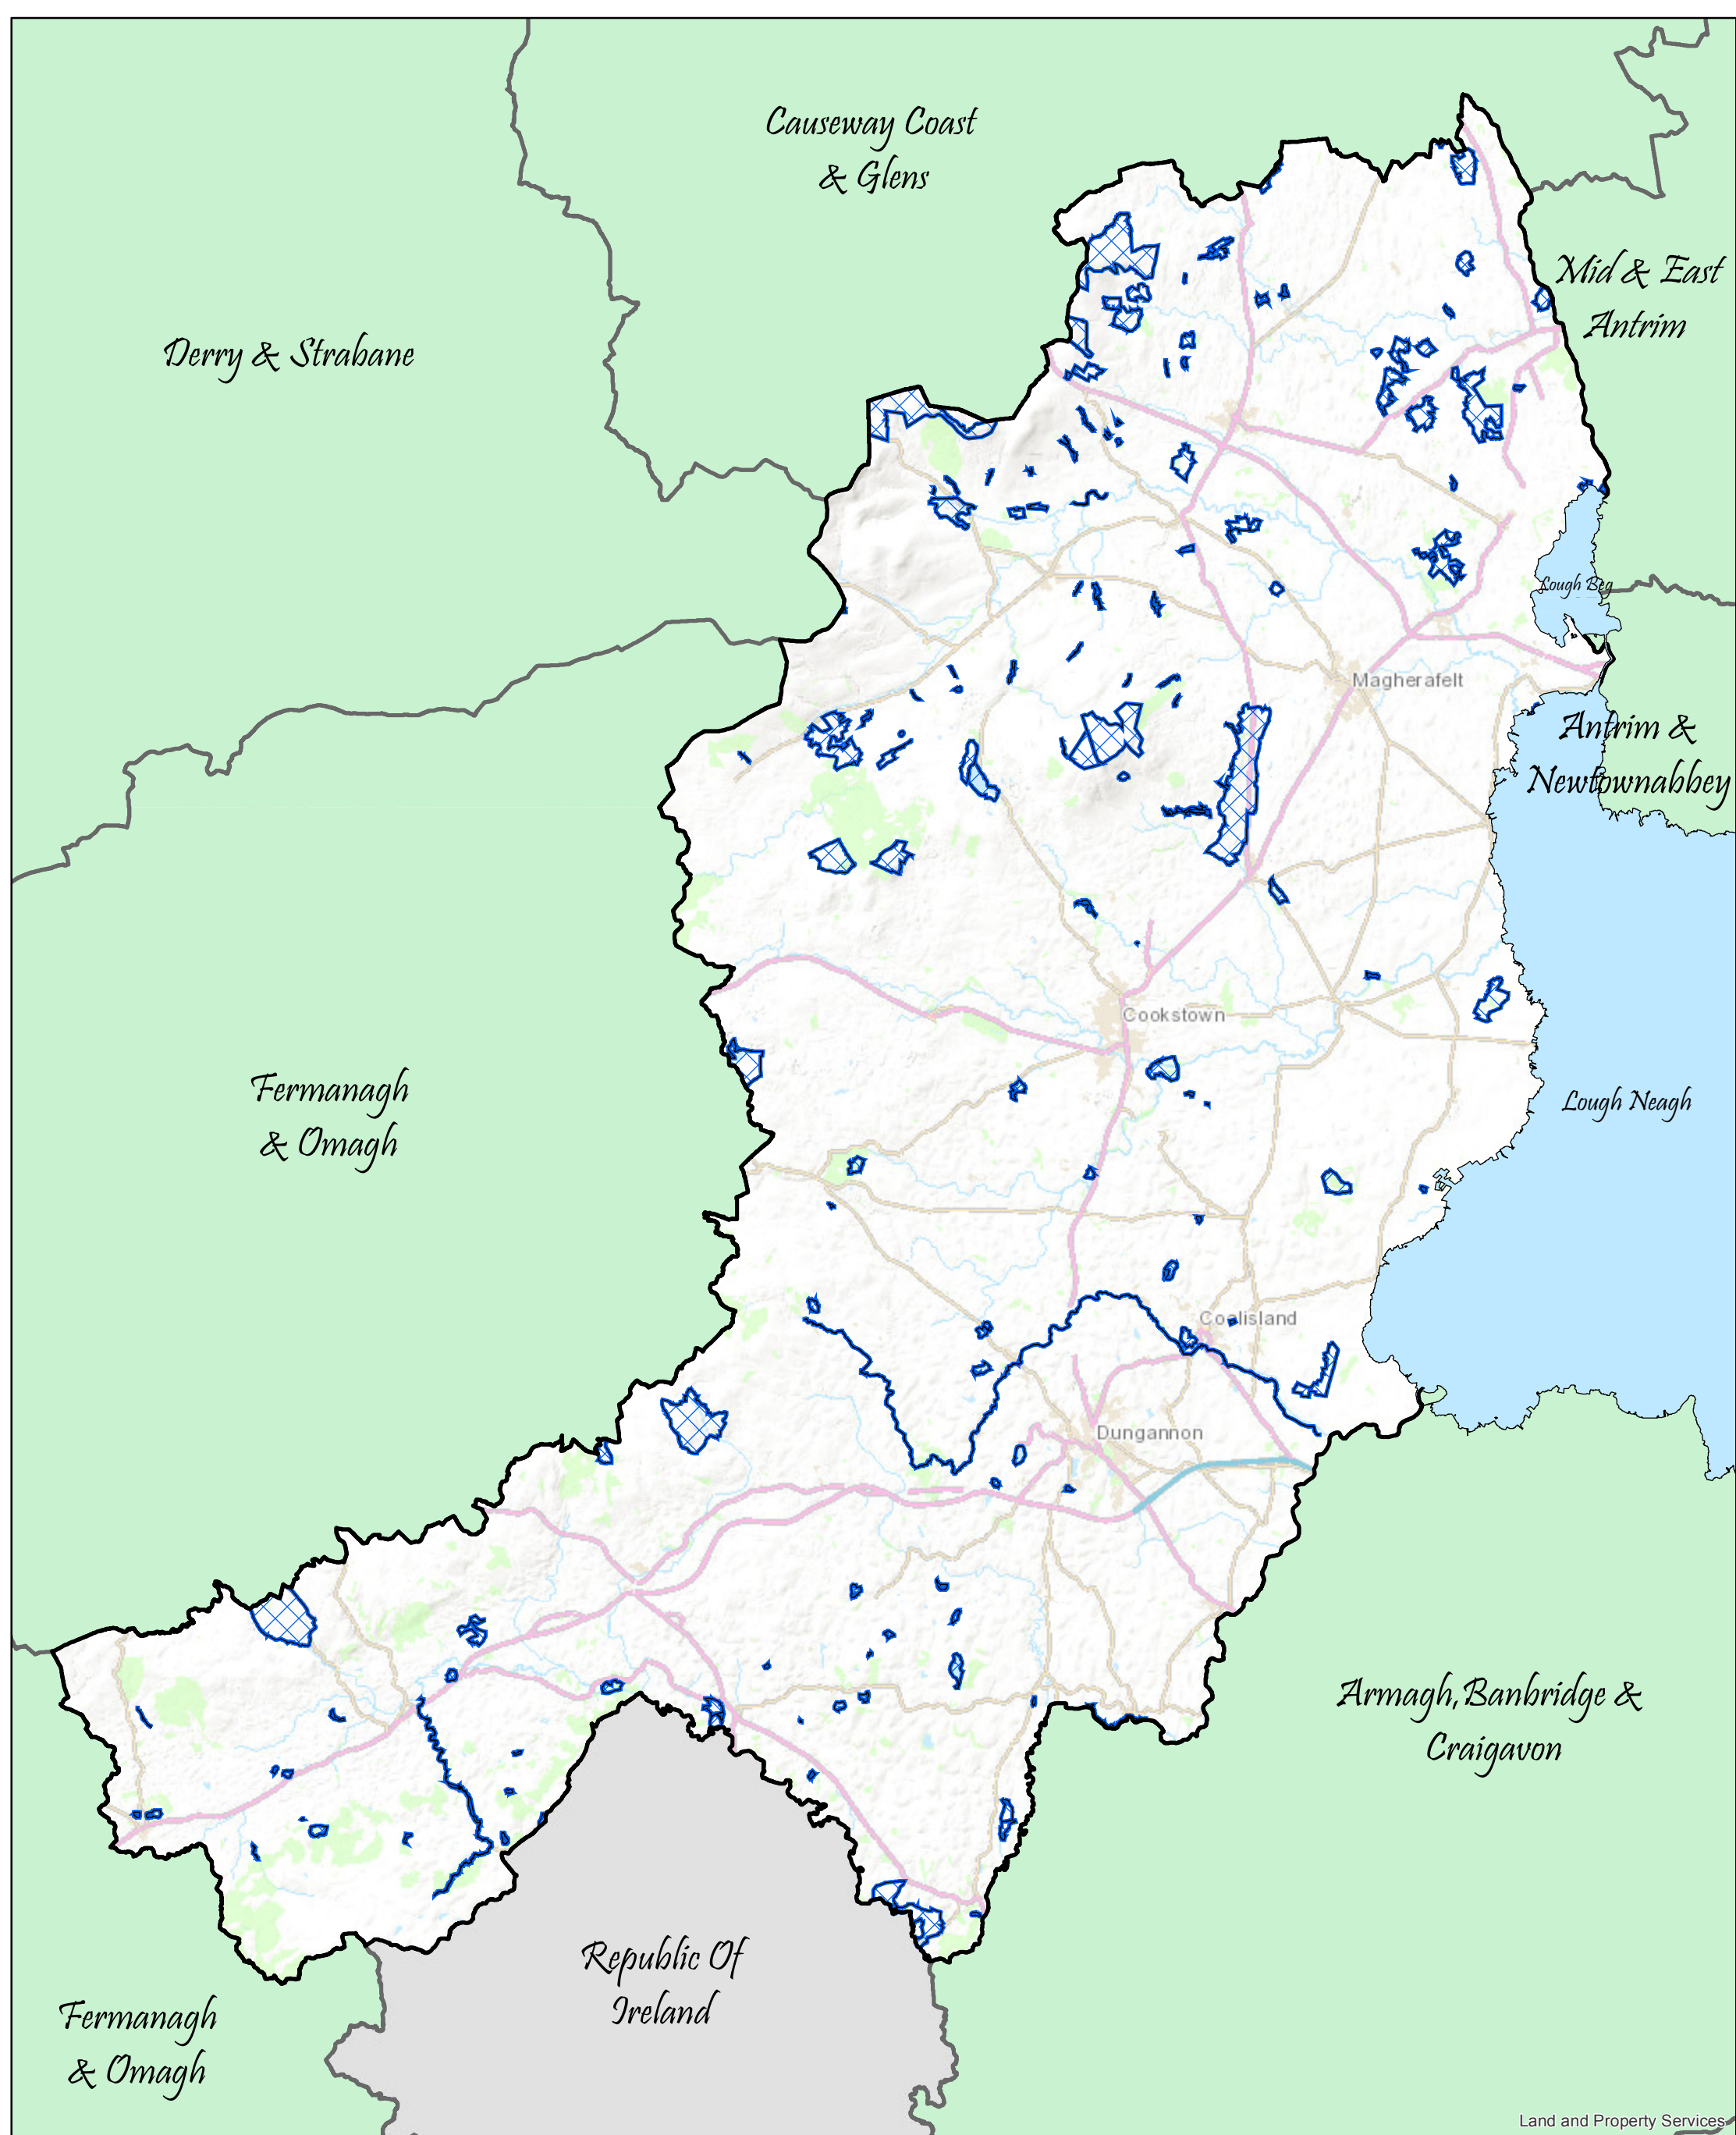 Causeway Coast
& Glens
Mid & East
Antrim
Derry & Strabane
Lough Beg
Magherafelt
Antrim &
Newtownabbey
Cookstown
Fermanagh
& Omagh
Lough Neagh
Coalisland
Dungannon
Armagh, Banbridge &
Craigavon
Republic Of
Ireland
Fermanagh
& Omagh
Land and Property Services